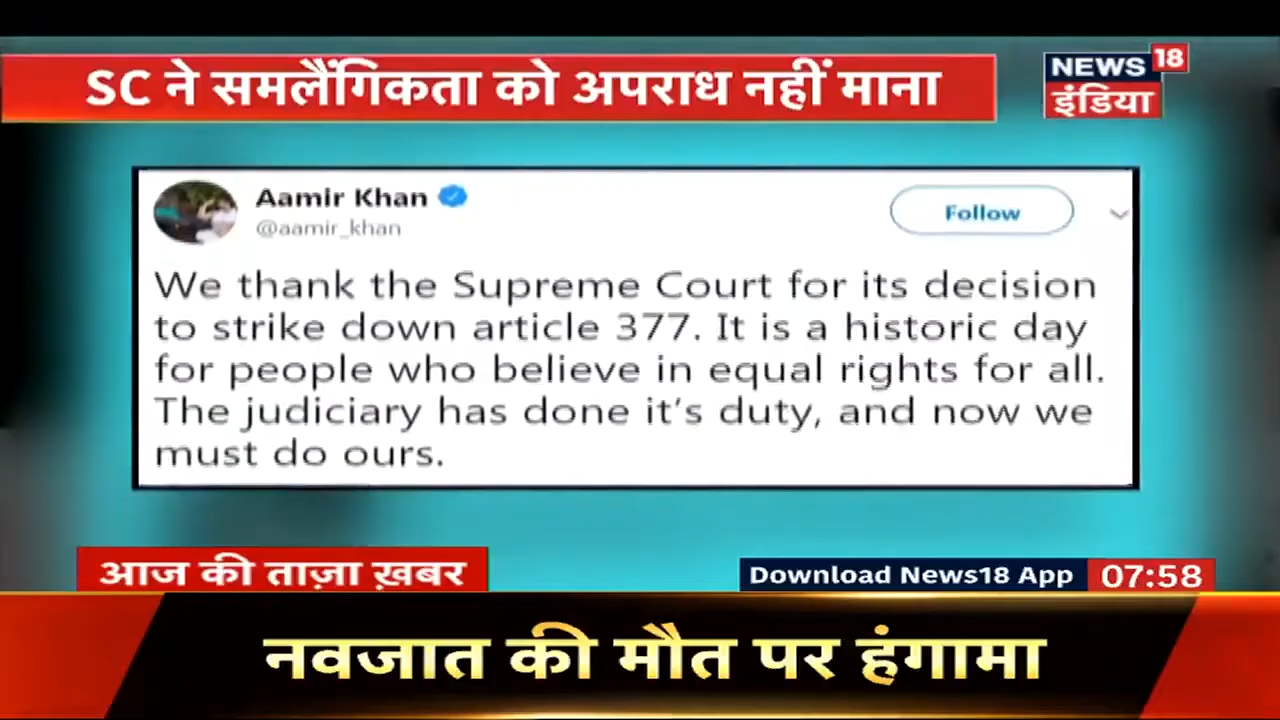 SC ने समलैंगिकता को अपराध नहीं माना
NEWS 18
इंडिया
Aamir Khan
@aamir_khan
Follow
We thank the Supreme Court for its decision
to strike down article 377. It is a historic day
for people who believe in equal rights for all.
The judiciary has done it's duty, and now we
must do ours.
आज की ताज़ा ख़बर
Download News18 App 07:58
नवजात की मौत पर हंगामा